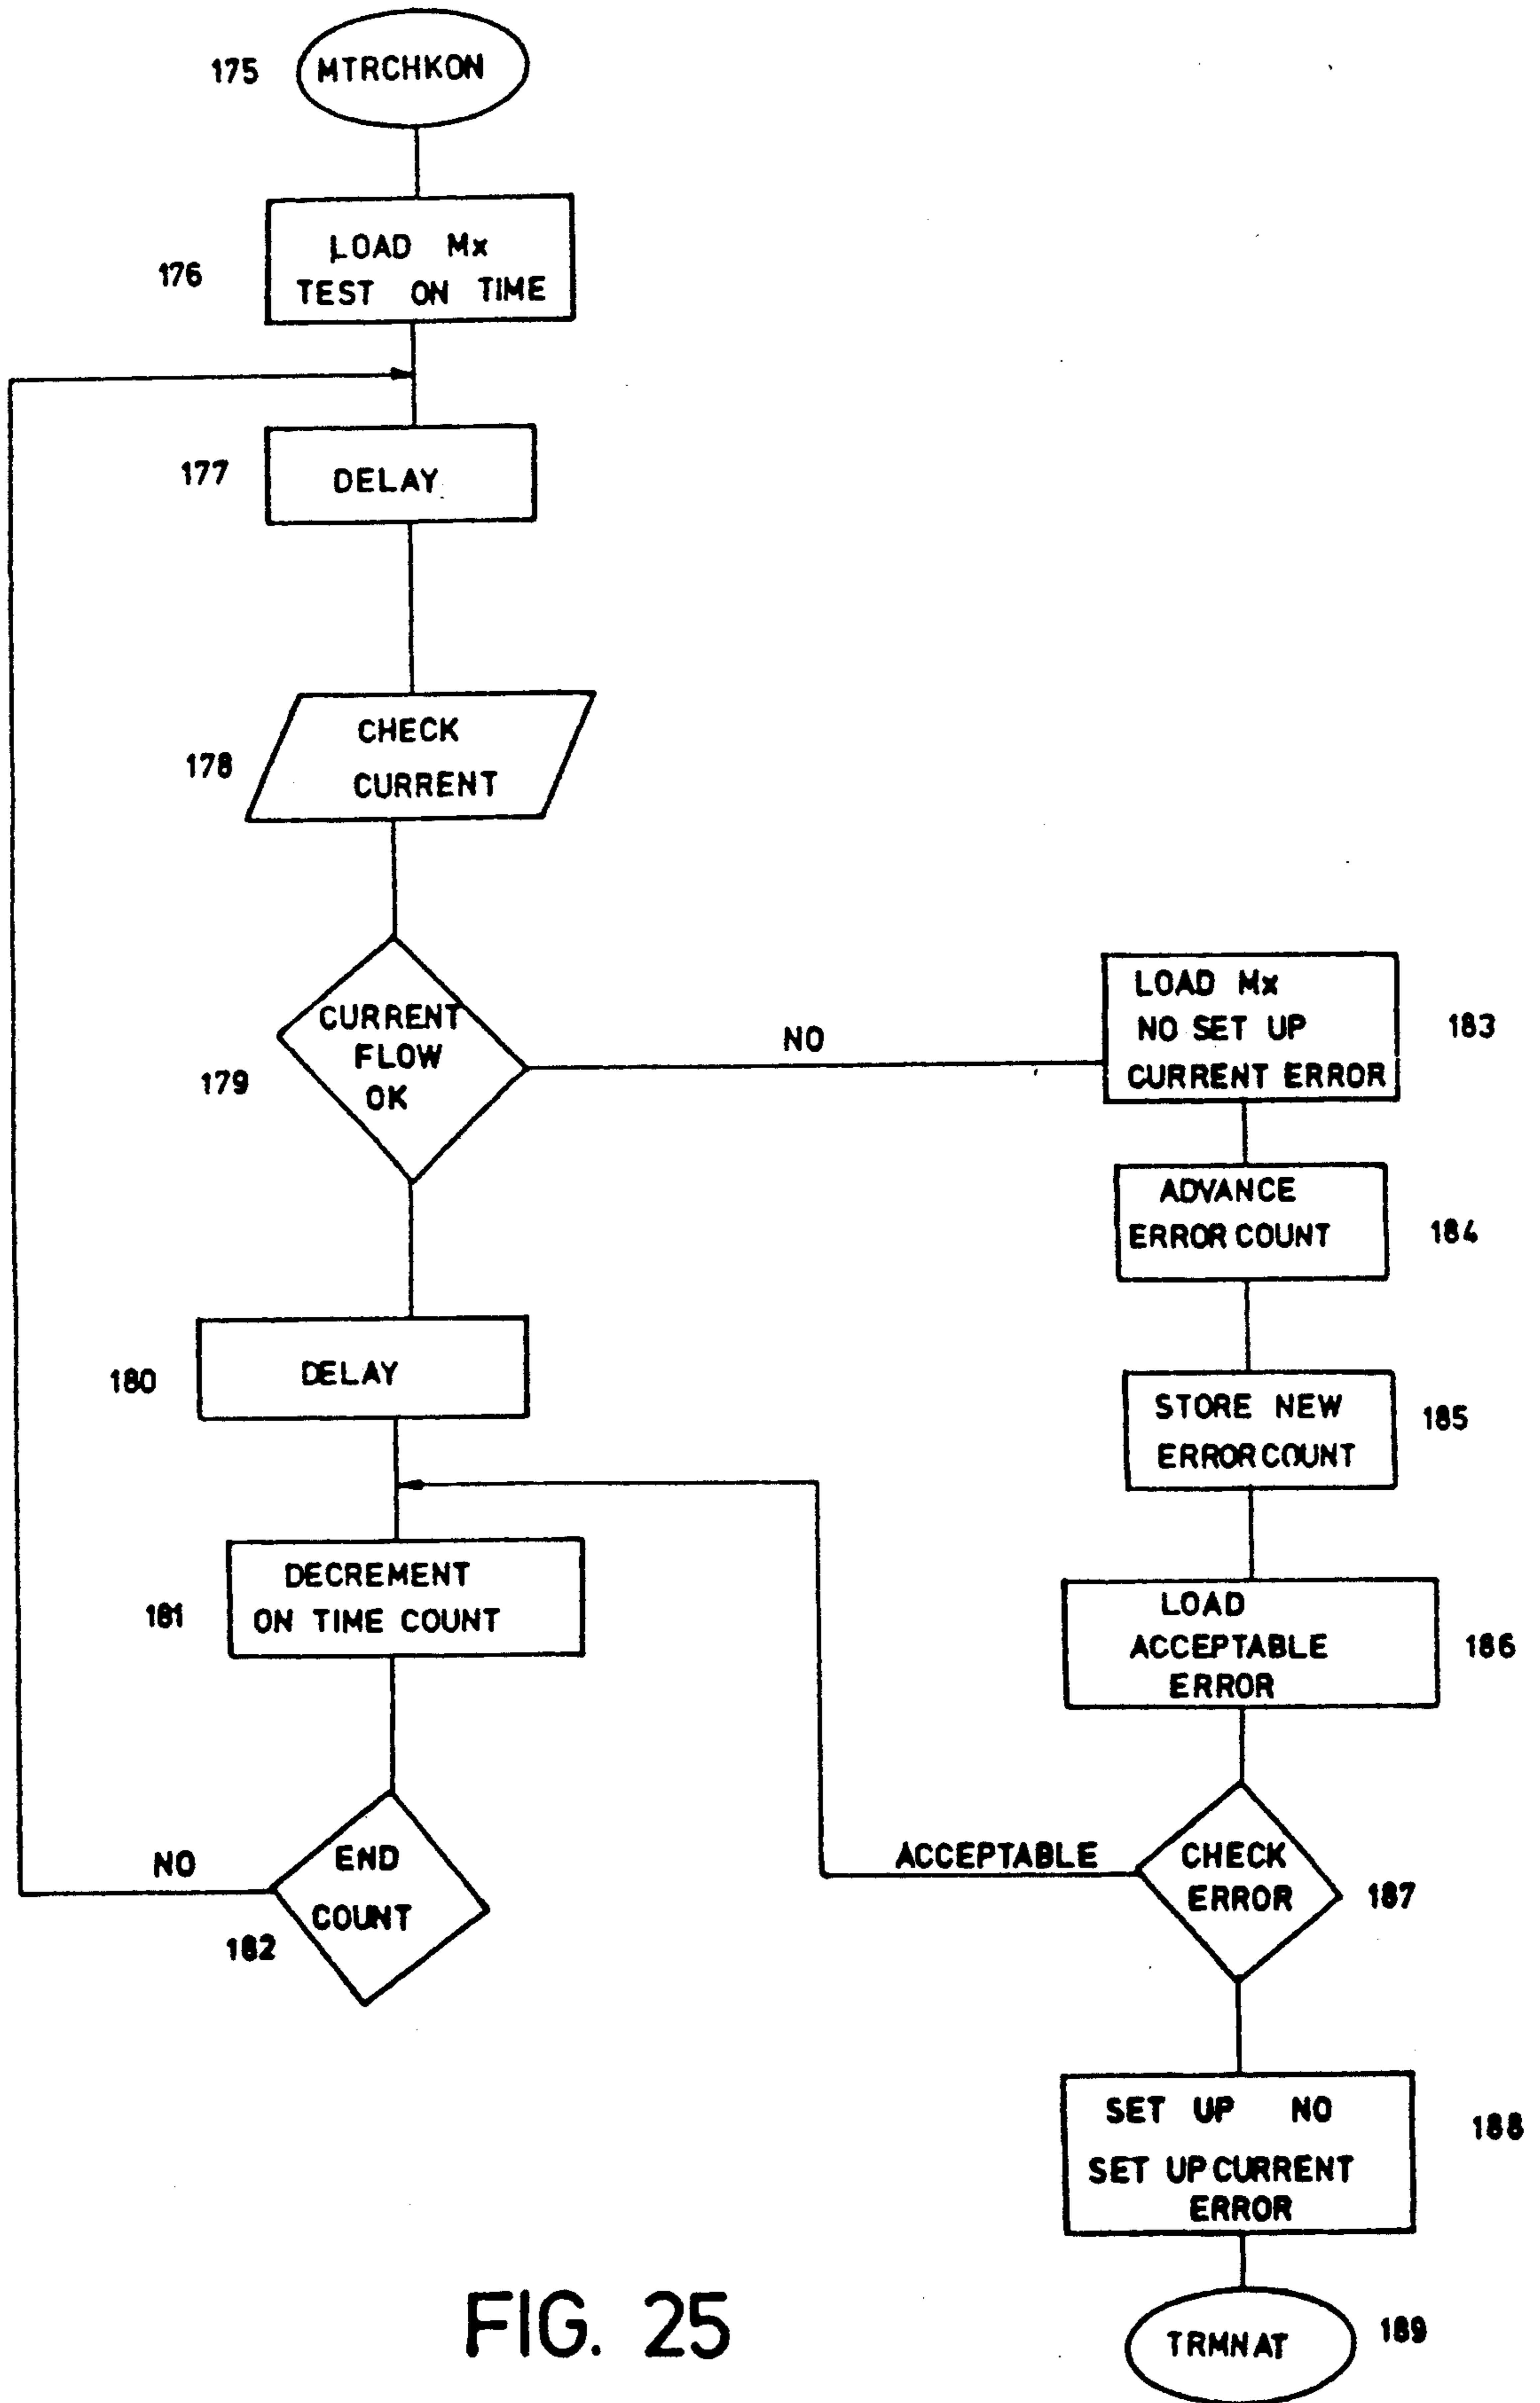 175
MTRCHKON
176
LOAD Mx
TEST ON TIME
177
DELAY
178
CHECK
CURRENT
179
CURRENT
FLOW
OK
NO
LOAD Mx
NO SET UP
CURRENT ERROR
183
ADVANCE
ERROR COUNT
184
180
DELAY
STORE NEW
ERROR COUNT
185
181
DECREMENT
ON TIME COUNT
LOAD
ACCEPTABLE
ERROR
186
NO
END
COUNT
182
ACCEPTABLE
CHECK
ERROR
187
SET UP NO
SET UP CURRENT
ERROR
188
TRMNAT
189
FIG. 25